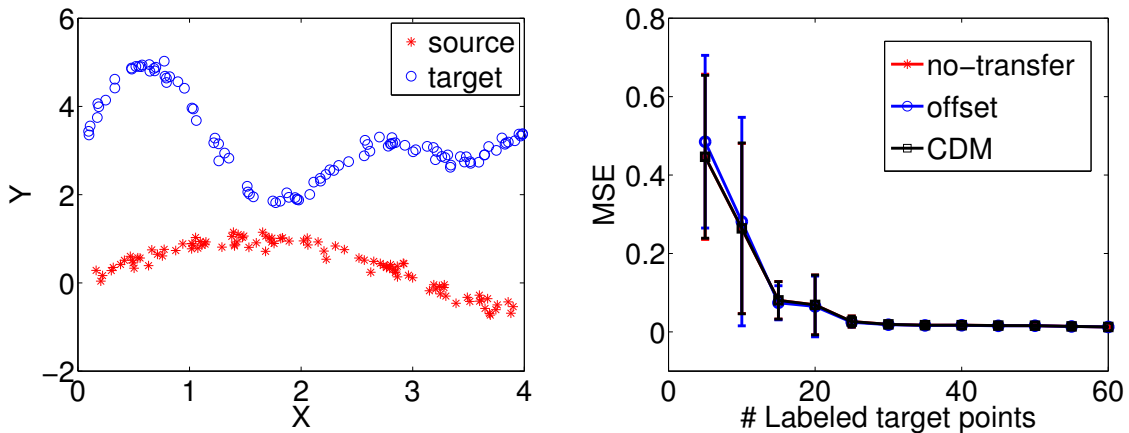 6
4
2
0
−2
Y
0
1
2
3
4
X
source
target
0.8
0.6
0.4
0.2
0
MSE
0
20
40
60
# Labeled target points
no-transfer
offset
CDM